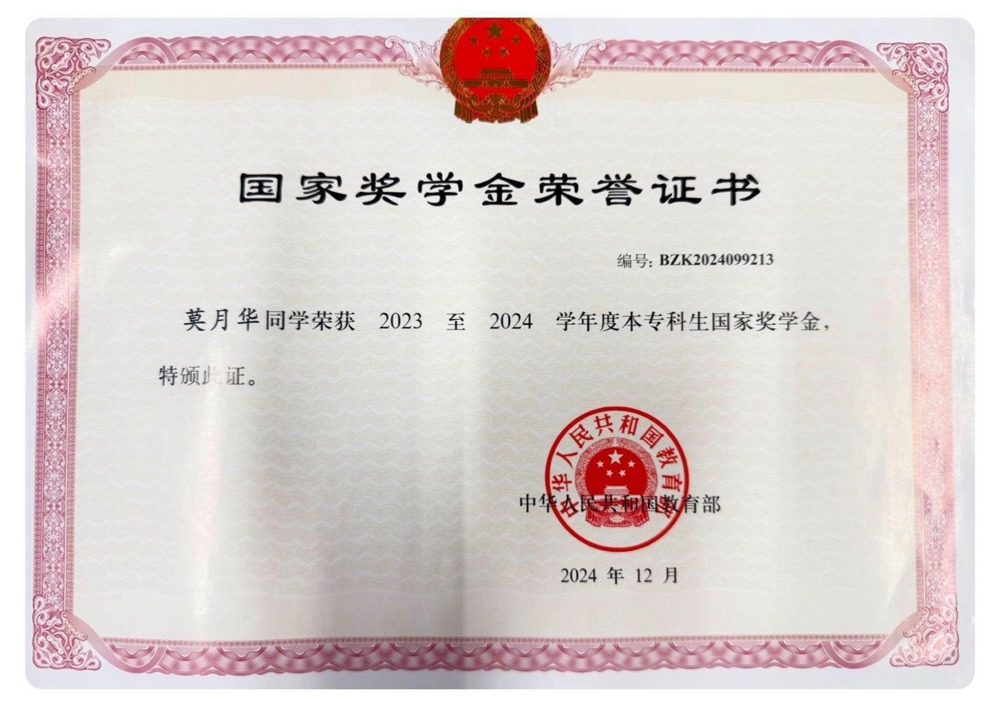 国家奖学金荣誉证书
编号: BZK2024099213
莫月华同学荣获 2023 至 2024 学年度本专科生国家奖学金,
特颁此证。
中华人民共和国教育部
中华人民共和国教育部
2024 年 12 月